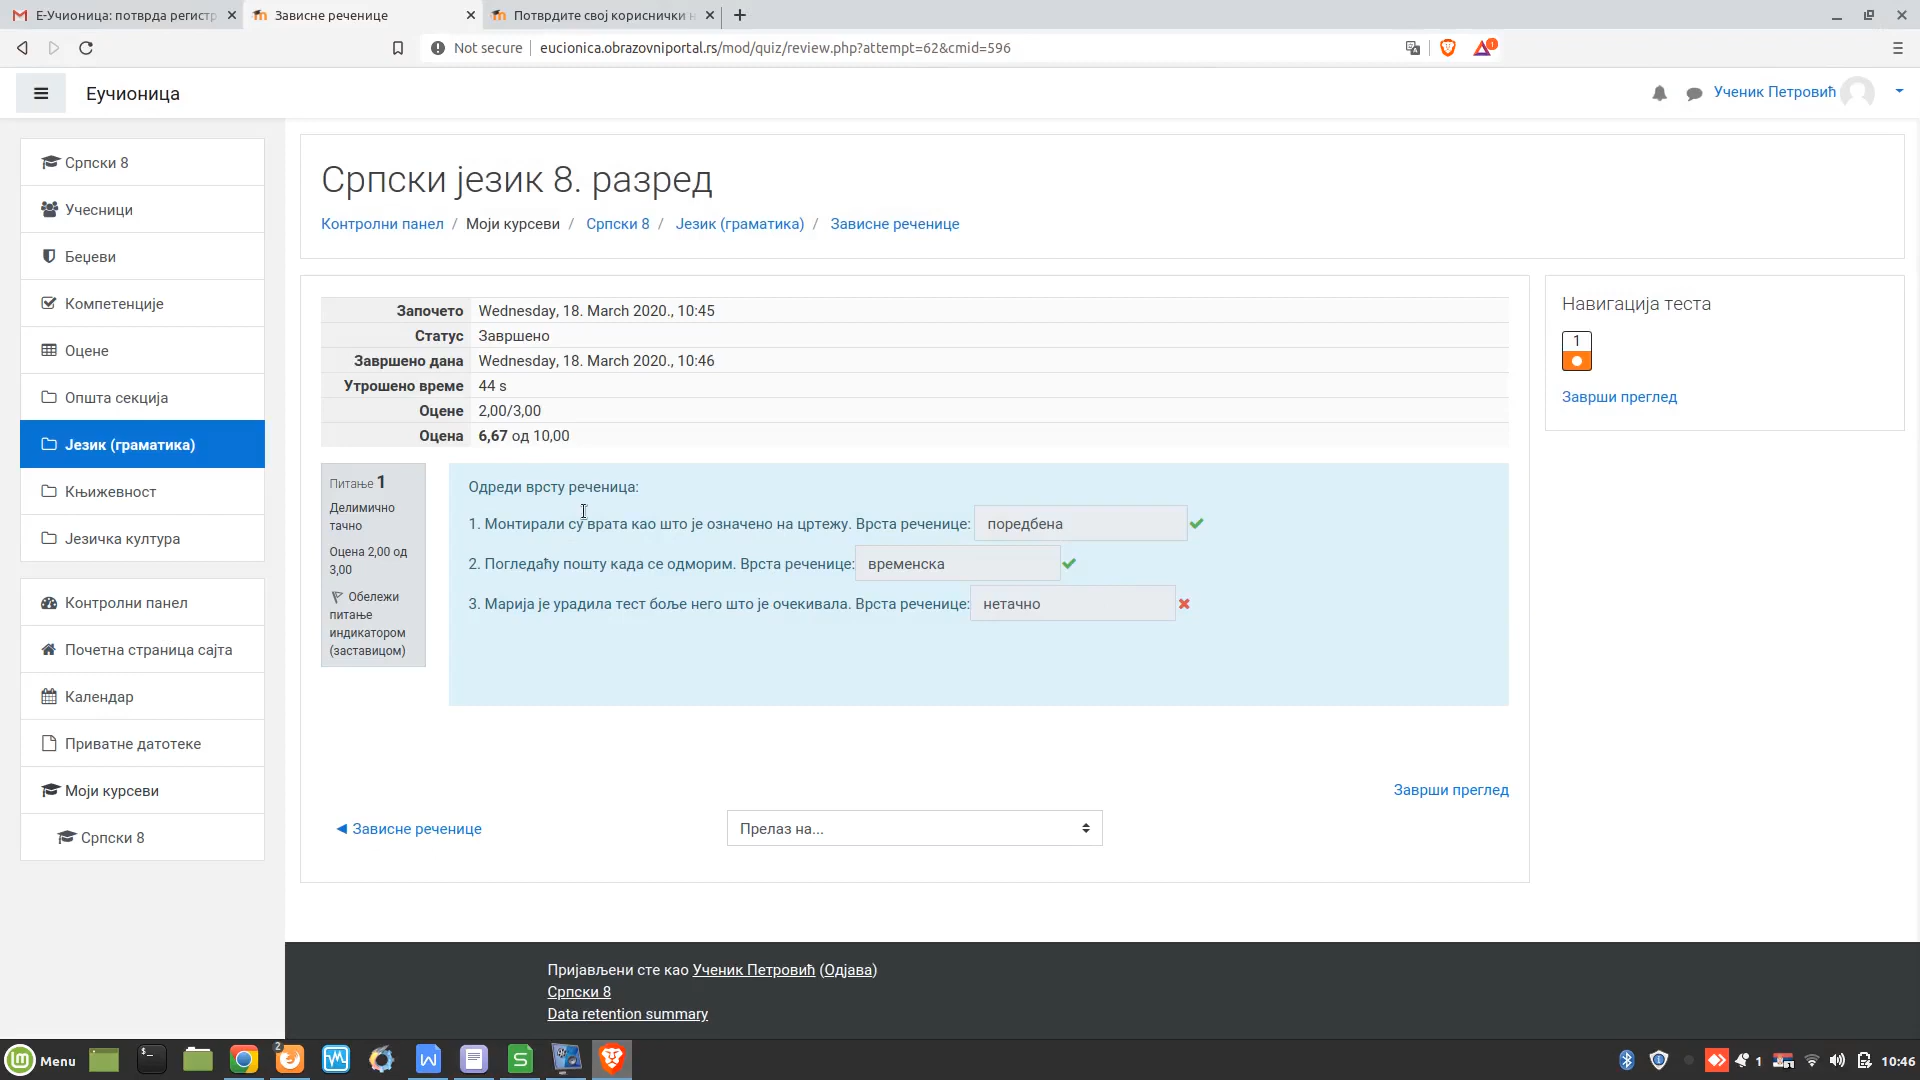 Е-Учионица: потврда регистр
Зависне реченице
Потврдите свој кориснички н
Not secure
eucionica.obrazovniportal.rs/mod/quiz/review.php?attempt=62&cmid=596
1
Еучионица
Ученик Петровић
Српски 8
Учесници
Беџеви
Компетенције
Оцене
Општа секција
Језик (граматика)
Књижевност
Језичка култура
Контролни панел
Почетна страница сајта
Календар
Приватне датотеке
Моји курсеви
Српски 8
Српски језик 8. разред
Контролни панел / Моји курсеви / Српски 8 / Језик (граматика) / Зависне реченице
Започето Wednesday, 18. March 2020., 10:45
Статус Завршено
Завршено дана Wednesday, 18. March 2020., 10:46
Утрошено време 44 s
Оцене 2,00/3,00
Оцена 6,67 од 10,00
Питање 1
Делимично
тачно
Оцена 2,00 од
3,00
Обележи
питање
индикатором
(заставицом)
Одреди врсту реченица:
1. Монтирали су врата као што је означено на цртежу. Врста реченице: поредбена
2. Погледаћу пошту када се одморим. Врста реченице: временска
3. Марија је урадила тест боље него што је очекивала. Врста реченице: нетачно
Заврши преглед
◀ Зависне реченице
Прелаз на...
Навигација теста
1
Заврши преглед
Пријављени сте као Ученик Петровић (Одјава)
Српски 8
Data retention summary
Menu
2
1
10:46